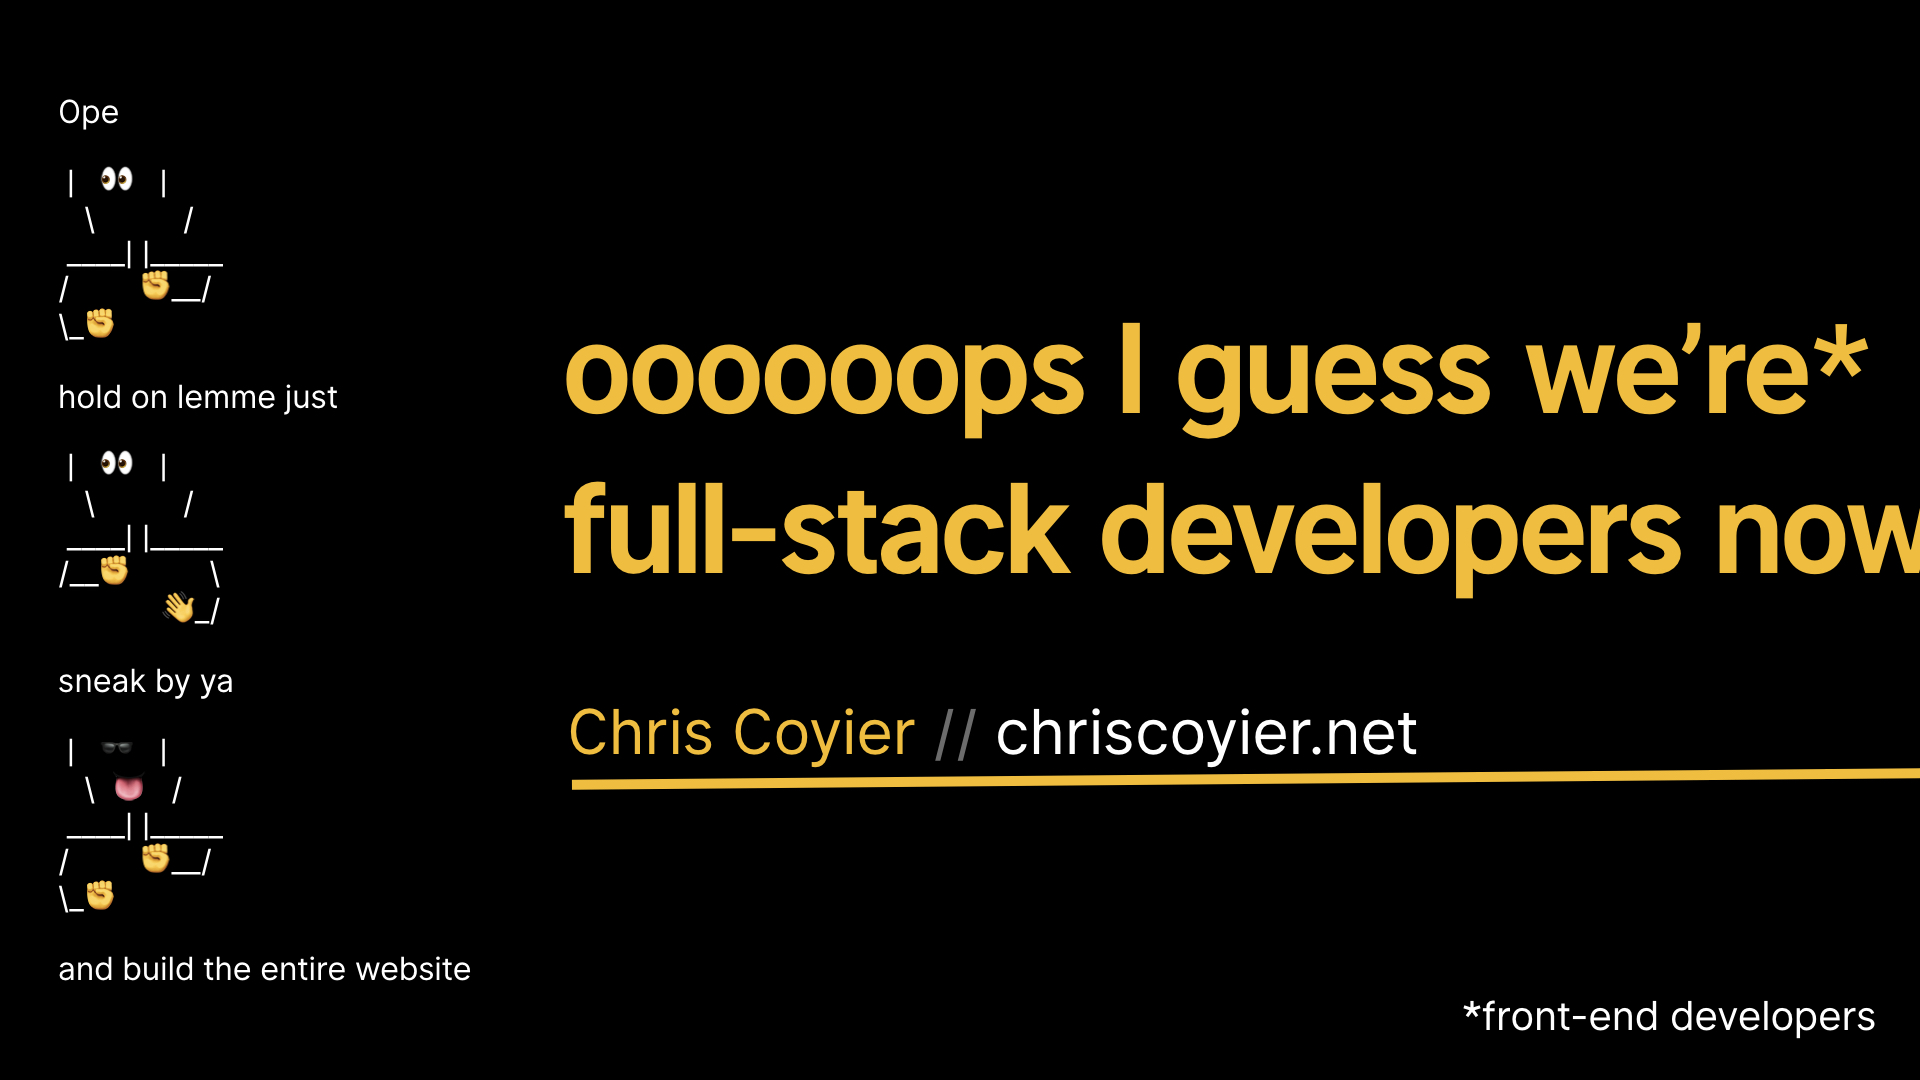 Ope
| 👀 |
\ /
____| |_____
/ ✊__/
\_✊
hold on lemme just
| 👀 |
\ /
____| |_____
/__✊ \
👋_/
sneak by ya
| 🕶 |
\ 👅 /
____| |_____
/ ✊__/
\_✊
and build the entire website
oooooops I guess we’re*
full-stack developers now
Chris Coyier // chriscoyier.net
*front-end developers